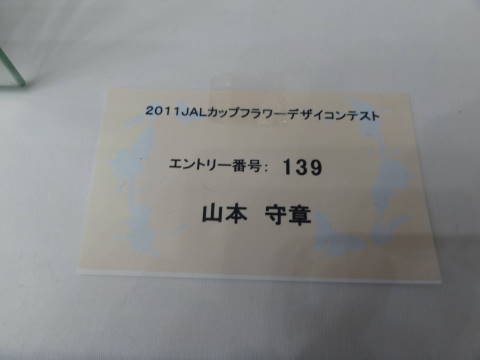 2011JALカップフラワーデザイコンテスト
エントリー番号: 139
山本 守章